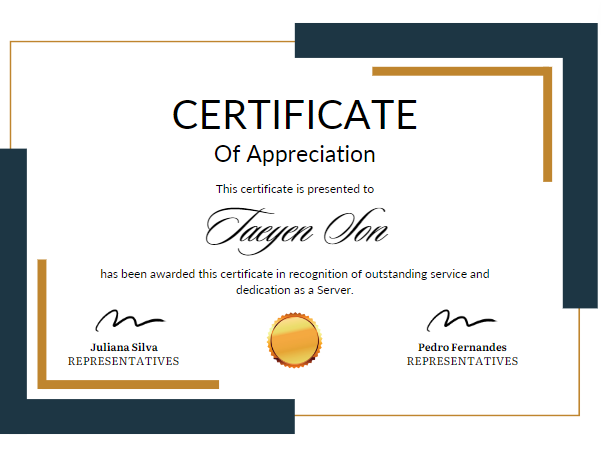 CERTIFICATE
Of Appreciation
This certificate is presented to
Taeyen Son
has been awarded this certificate in recognition of outstanding service and
dedication as a Server.
Juliana Silva
REPRESENTATIVES
Pedro Fernandes
REPRESENTATIVES